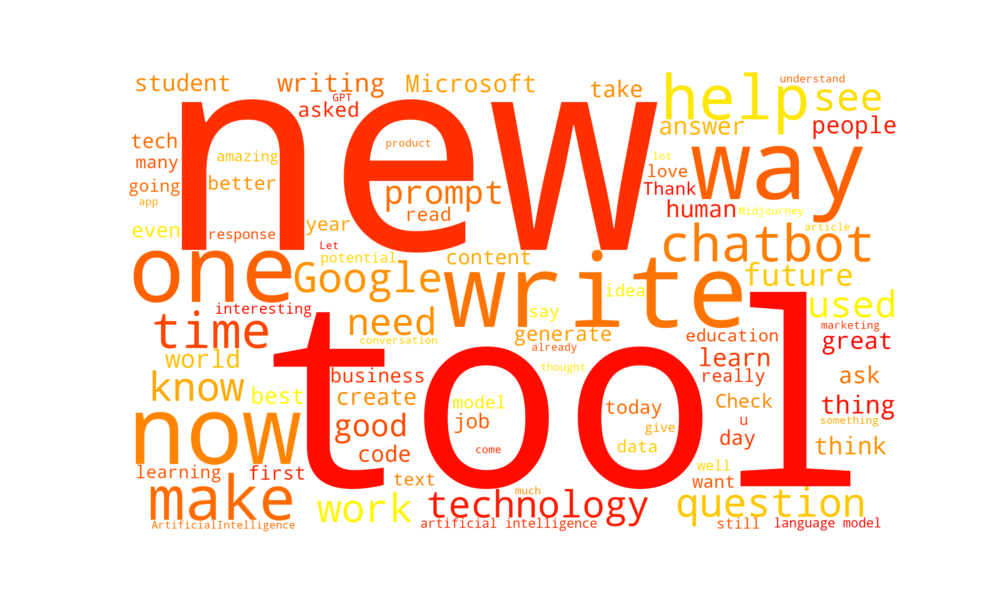 student
writing
Microsoft
take
help
understand
see
GPT
asked
new
answer
people
tech
product
way
many
amazing
lot
love
going
better
prompt
Thank
app
read
human
Midjourney
even
response
year
chatbot
article
Let
one
potential
content
Google
write
future
idea
used
interesting
say
time
need
generate
education
marketing
great
conversation
already
world
learn
tool
thought
know
business
really
ask
best
create
model
today
Check
thing
now
good
job
give
u
something
code
come
data
day
think
learning
first
text
well
want
make
work
much
technology
question
ArtificialIntelligence
artificial intelligence
still
language model